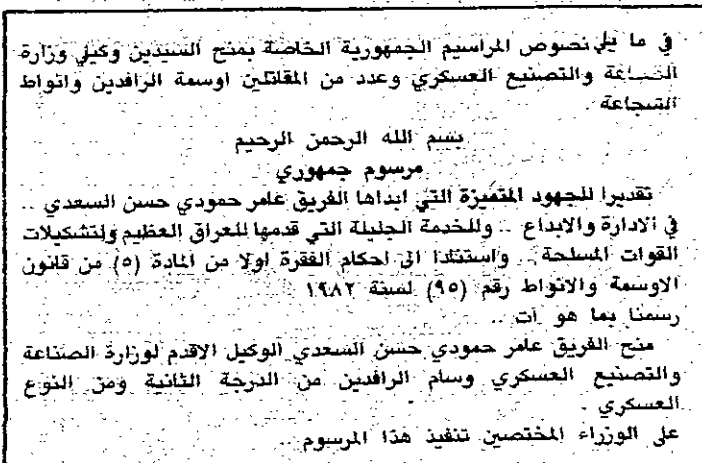 في ما يلي نصوص المراسيم الجمهورية الخاصة بمنح السيدين وكيلي وزارة
الصناعة والتصنيع العسكري وعدد من المقاتلين اوسمة الرافدين وانواط
الشجاعة .
بسم الله الرحمن الرحيم
مرسوم جمهوري
تقديرا للجهود المتميزة التي ابداها الفريق عامر حمودي حسن السعدي ..
في الادارة والابداع .. وللخدمة الجليلة التي قدمها للعراق العظيم ولتشكيلات
القوات المسلحة .. واستنادا الى احكام الفقرة اولا من المادة (٥) من قانون
الاوسمة والانواط رقم (٩٥) لسنة ١٩٨٢
رسمنا بما هو آت ..
منح الفريق عامر حمودي حسن السعدي الوكيل الاقدم لوزارة الصناعة
والتصنيع العسكري وسام الرافدين من الدرجة الثانية ومن النوع
العسكري .
على الوزراء المختصين تنفيذ هذا المرسوم ..